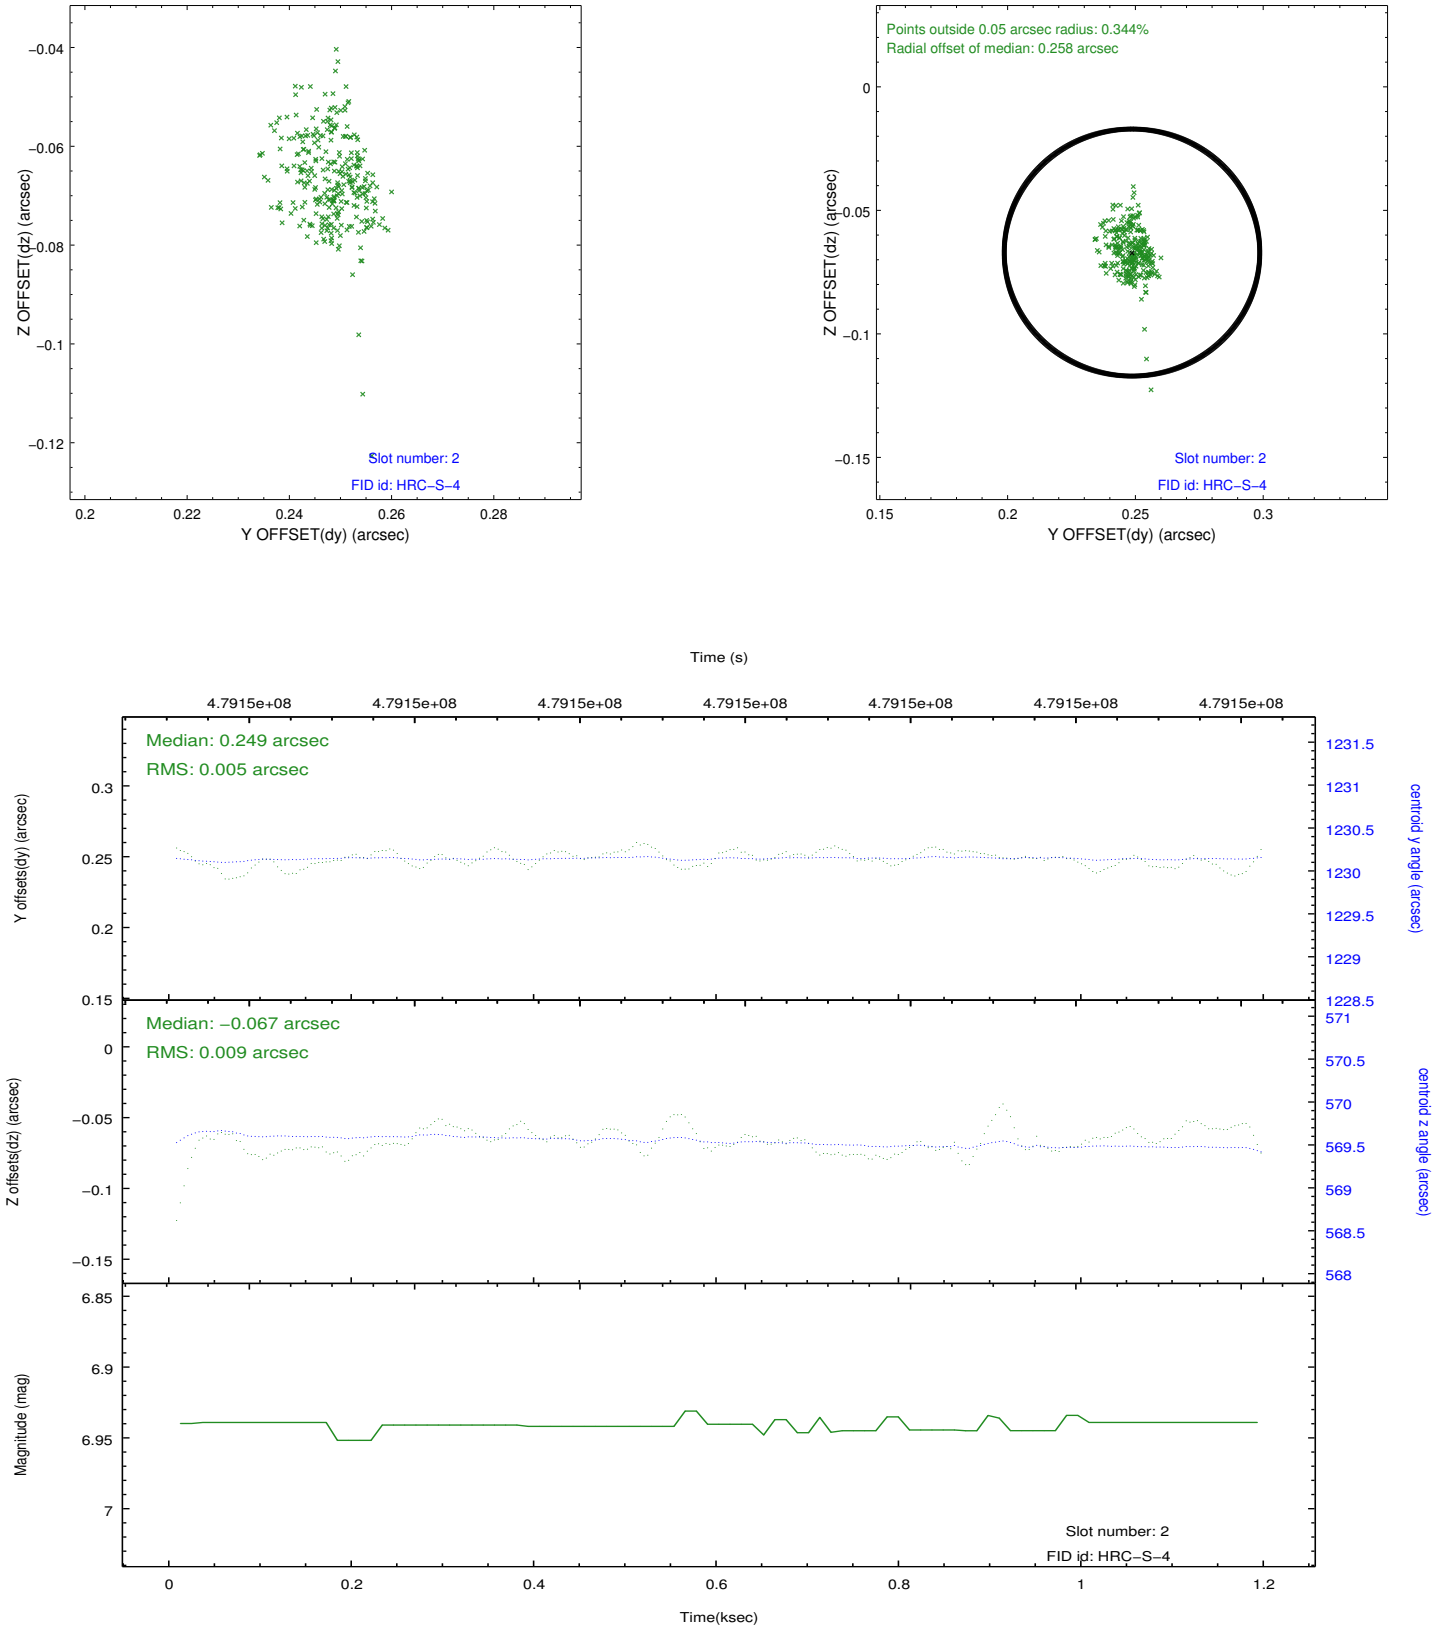 −0.04
−0.06
−0.08
−0.1
−0.12
Z OFFSET(dz) (arcsec)
Slot number: 2
FID id: HRC−S−4
0.2
0.22
0.24
0.26
0.28
Y OFFSET(dy) (arcsec)
Points outside 0.05 arcsec radius: 0.344%
Radial offset of median: 0.258 arcsec
0
−0.05
−0.1
−0.15
Z OFFSET(dz) (arcsec)
Slot number: 2
FID id: HRC−S−4
0.15
0.2
0.25
0.3
Y OFFSET(dy) (arcsec)
Time (s)
4.7915e+08
4.7915e+08
4.7915e+08
4.7915e+08
4.7915e+08
4.7915e+08
4.7915e+08
Median: 0.249 arcsec
RMS: 0.005 arcsec
0.3
0.25
0.2
0.15
Y offsets(dy) (arcsec)
1231.5
1231
1230.5
1230
1229.5
1229
1228.5
centroid y angle (arcsec)
Median: −0.067 arcsec
RMS: 0.009 arcsec
0
−0.05
−0.1
−0.15
Z offsets(dz) (arcsec)
571
570.5
570
569.5
569
568.5
568
centroid z angle (arcsec)
6.85
6.9
6.95
7
Magnitude (mag)
Slot number: 2
FID id: HRC−S−4
0
0.2
0.4
0.6
0.8
1
1.2
Time(ksec)